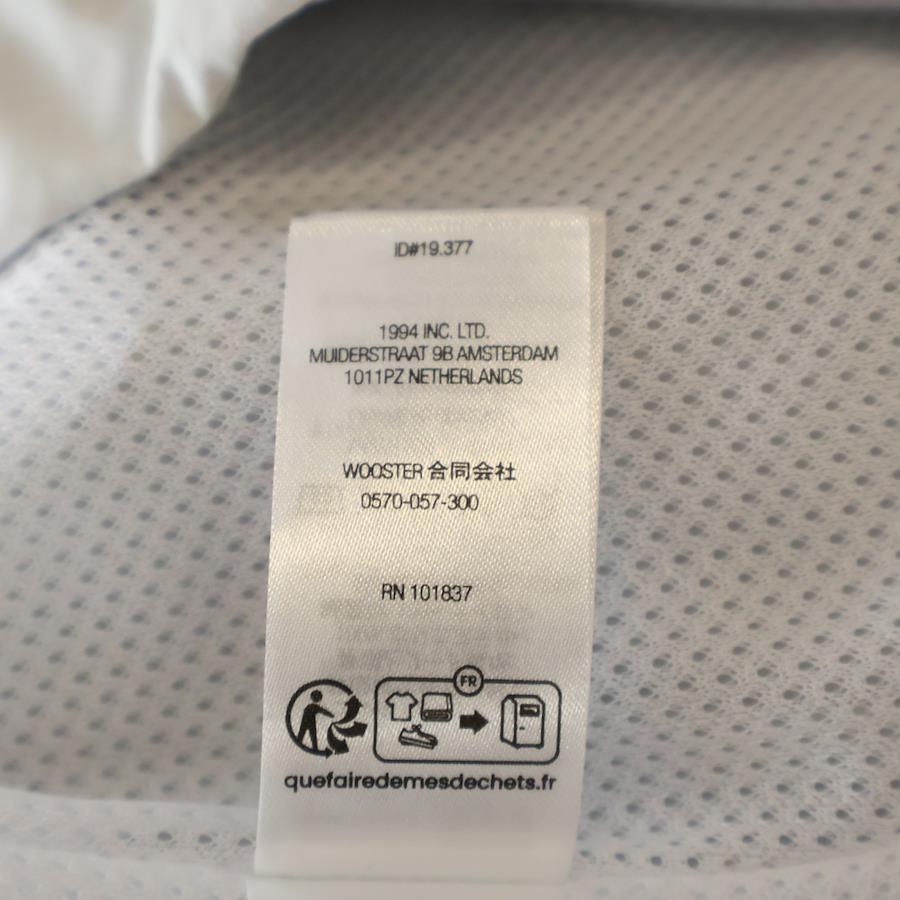 ID#19.377
1994 INC. LTD.
MUIDERSTRAAT 9B AMSTERDAM
1011PZ NETHERLANDS
WOOSTER 合同会社
0570-057-300
RN 101837
FR
quefairedemesdechets.fr